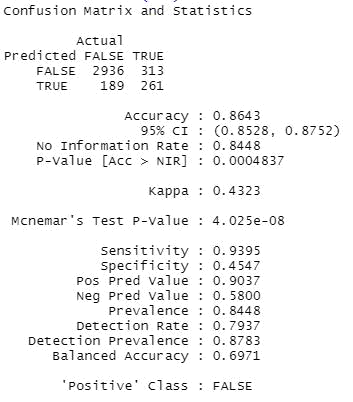 Confusion Matrix and Statistics
Actual
Predicted FALSE TRUE
FALSE 2936 313
TRUE 189 261
Accuracy : 0.8643
95% CI : (0.8528, 0.8752)
No Information Rate : 0.8448
P-Value [Acc > NIR] : 0.0004837
Kappa : 0.4323
Mcnemar's Test P-Value : 4.025e-08
Sensitivity : 0.9395
Specificity : 0.4547
Pos Pred Value : 0.9037
Neg Pred Value : 0.5800
Prevalence : 0.8448
Detection Rate : 0.7937
Detection Prevalence : 0.8783
Balanced Accuracy : 0.6971
'Positive' Class : FALSE